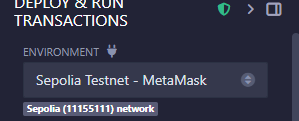 DEPLOY & RUN
TRANSACTIONS
ENVIRONMENT
Sepolia Testnet - MetaMask
Sepolia (11155111) network